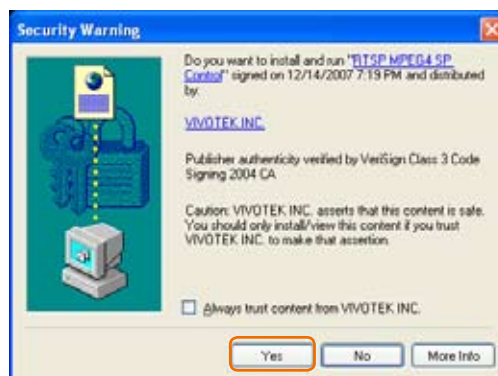 Security Warning
Do you want to install and run "RTSP MPEG4 SP
Control" signed on 12/14/2007 7:19 PM and distributed
by:
VIVOTEK INC.
Publisher authenticity verified by VeriSign Class 3 Code
Signing 2004 CA
Caution: VIVOTEK INC. asserts that this content is safe.
You should only install/view this content if you trust
VIVOTEK INC. to make that assertion.
Always trust content from VIVOTEK INC.
Yes No More Info